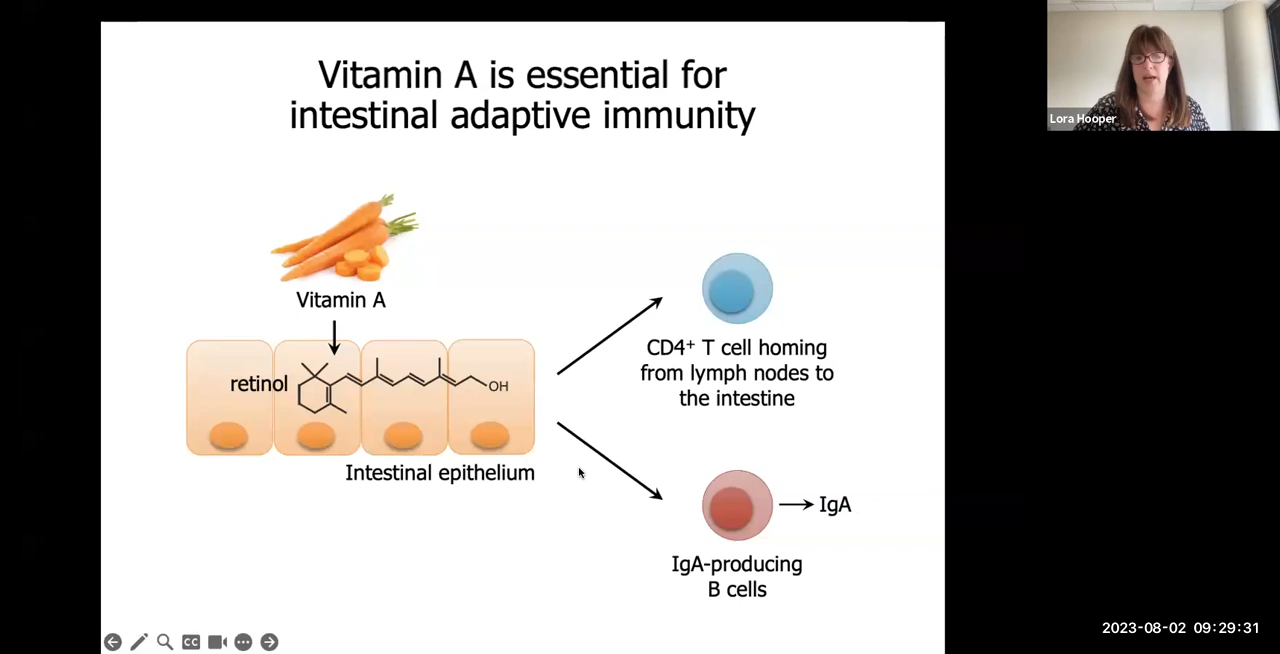 Vitamin A is essential for
intestinal adaptive immunity
Lora Hooper
Vitamin A
retinol
OH
Intestinal epithelium
CD4⁺ T cell homing
from lymph nodes to
the intestine
IgA
IgA-producing
B cells
CC
2023-08-02 09:29:31